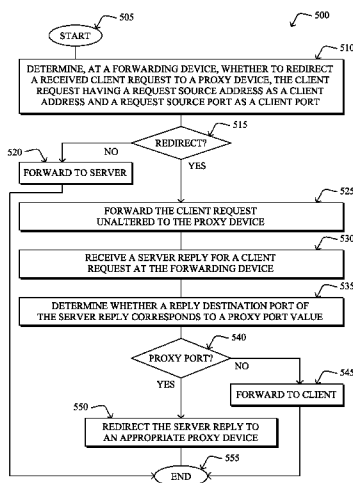 500
START
505
510
DETERMINE, AT A FORWARDING DEVICE, WHETHER TO REDIRECT
A RECEIVED CLIENT REQUEST TO A PROXY DEVICE, THE CLIENT
REQUEST HAVING A REQUEST SOURCE ADDRESS AS A CLIENT
ADDRESS AND A REQUEST SOURCE PORT AS A CLIENT PORT
515
REDIRECT?
NO
YES
520
FORWARD TO SERVER
525
FORWARD THE CLIENT REQUEST
UNALTERED TO THE PROXY DEVICE
530
RECEIVE A SERVER REPLY FOR A CLIENT
REQUEST AT THE FORWARDING DEVICE
535
DETERMINE WHETHER A REPLY DESTINATION PORT OF
THE SERVER REPLY CORRESPONDS TO A PROXY PORT VALUE
540
PROXY PORT?
NO
YES
545
FORWARD TO CLIENT
550
REDIRECT THE SERVER REPLY TO
AN APPROPRIATE PROXY DEVICE
555
END